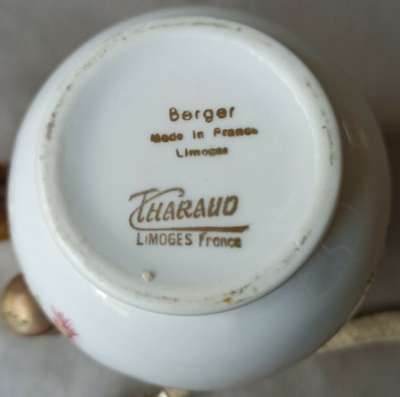 Berger
Made in France
Limoges
THARAUD
LIMOGES France